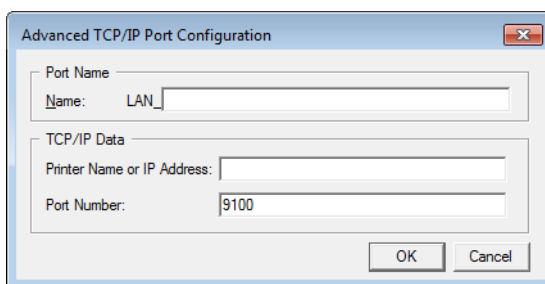 Advanced TCP/IP Port Configuration
Port Name
Name: LAN_
TCP/IP Data
Printer Name or IP Address:
Port Number: 9100
OK Cancel